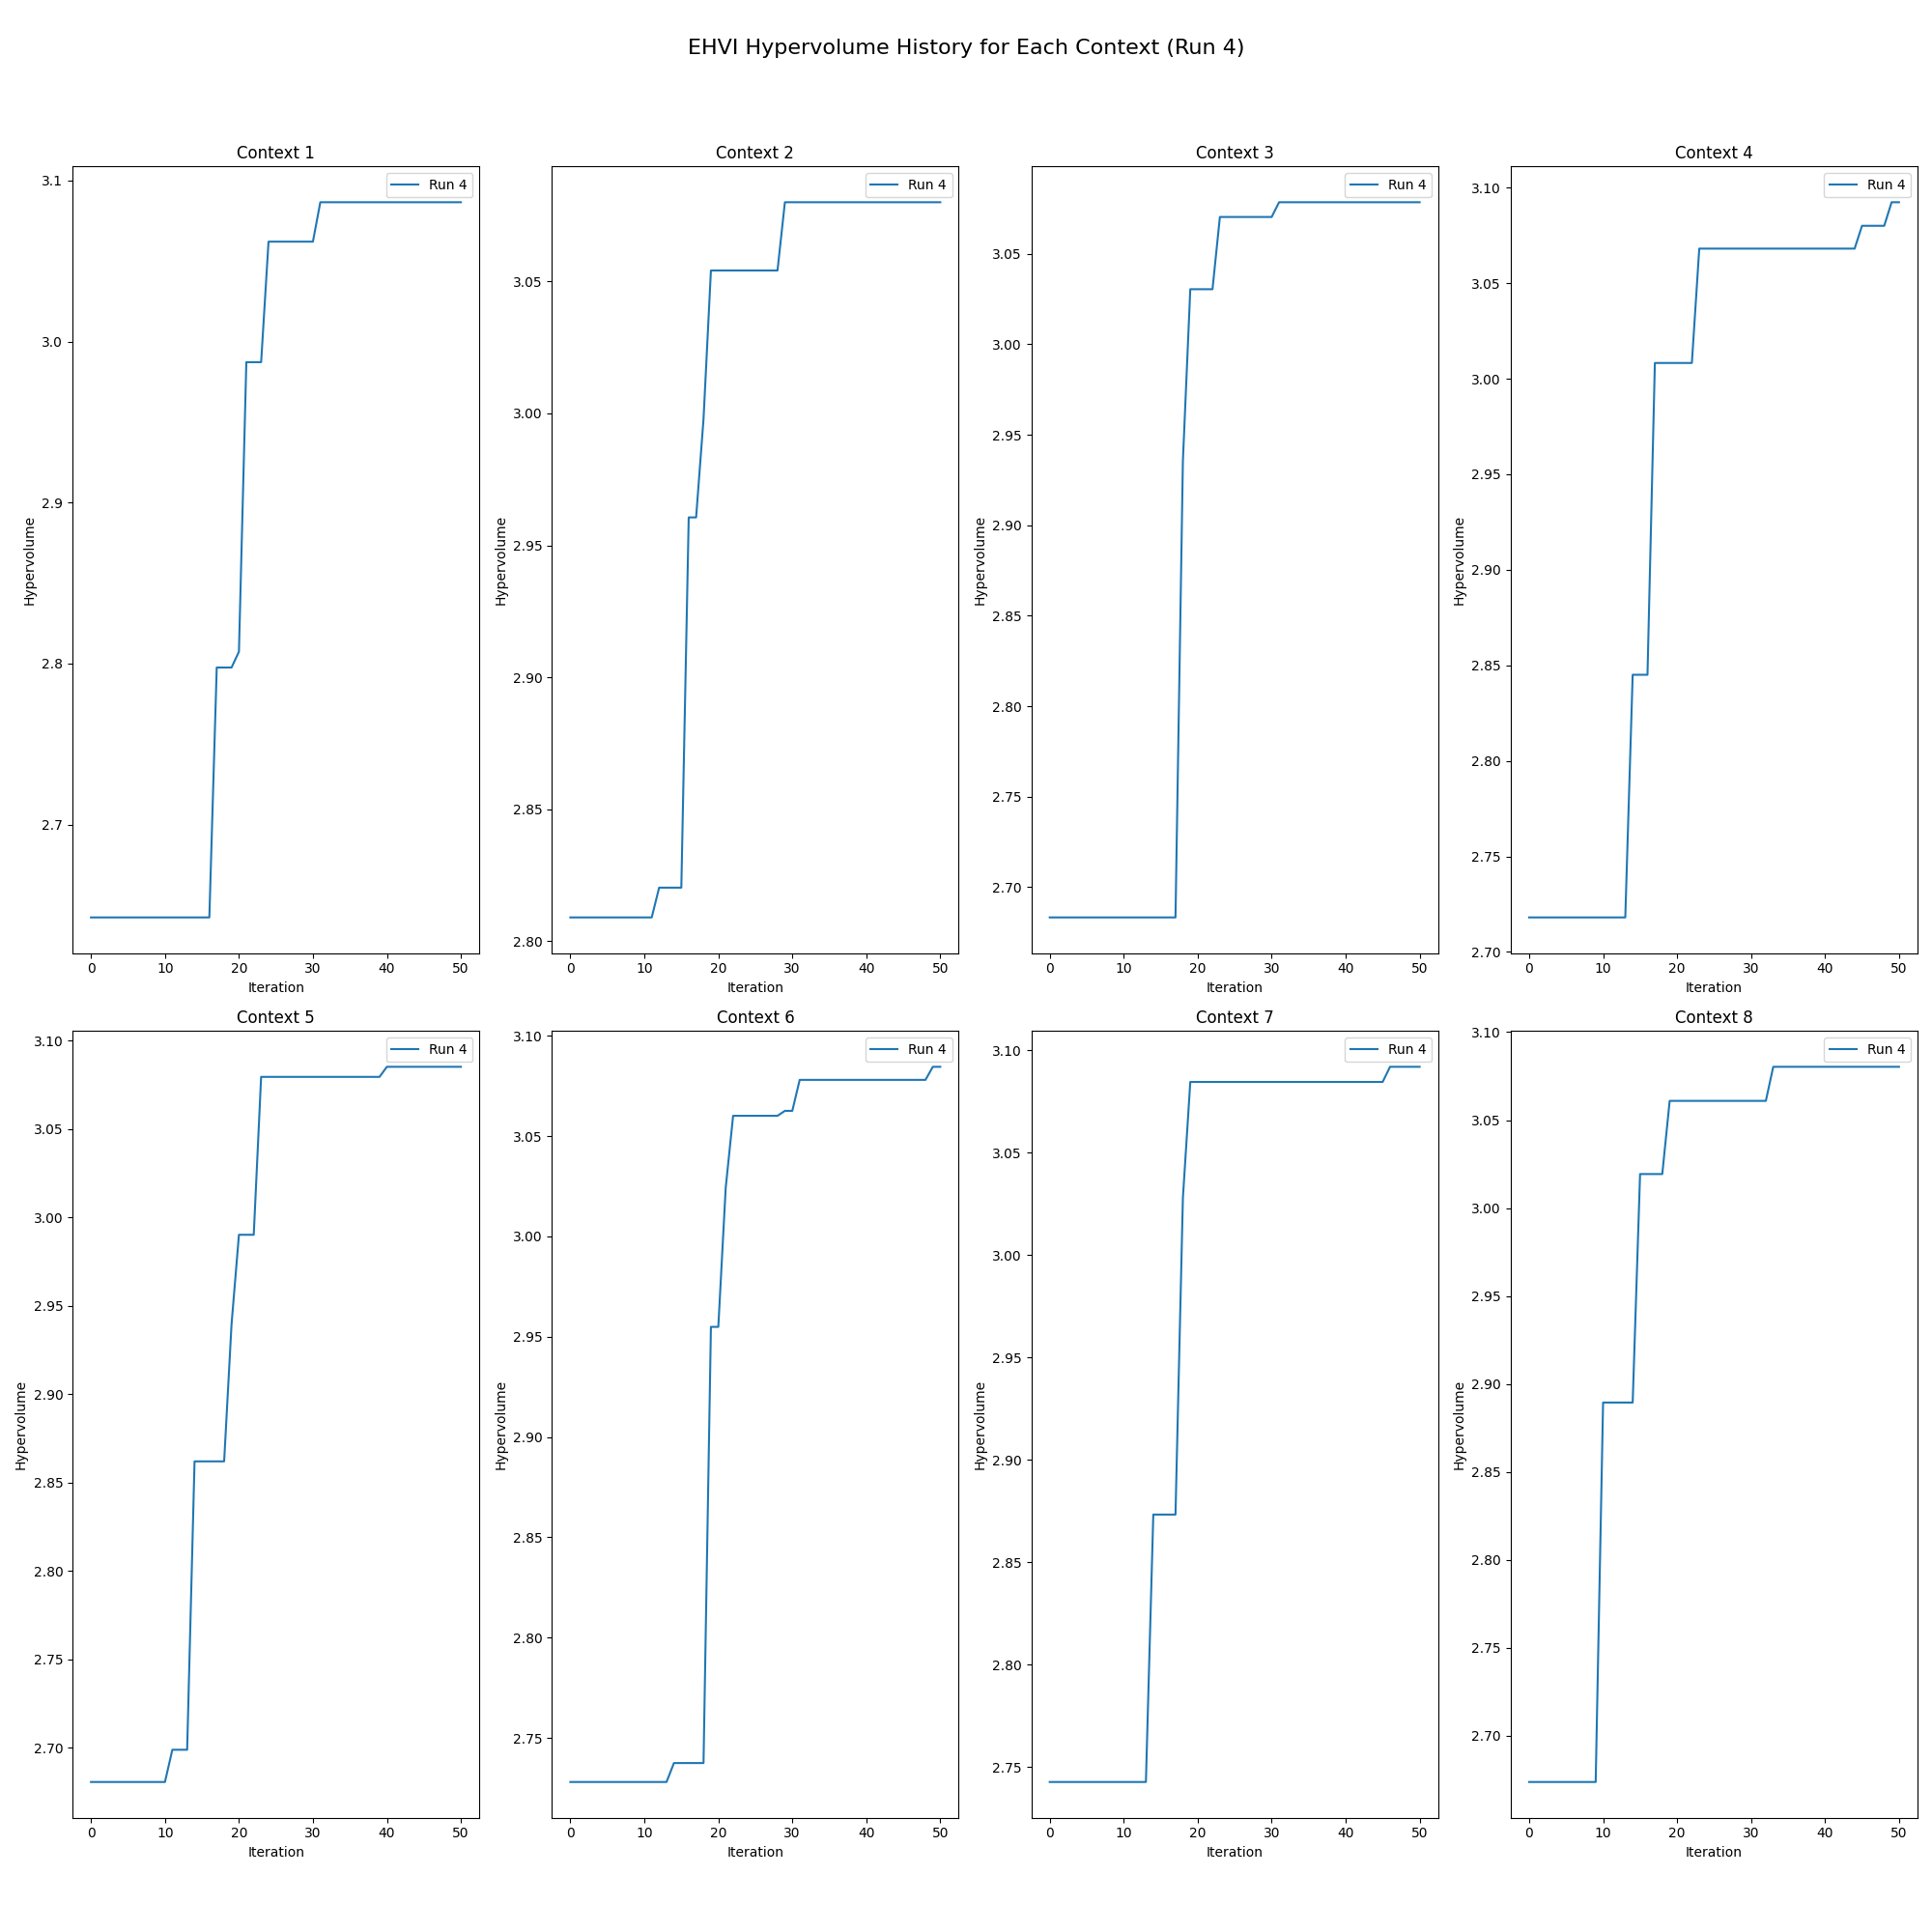 EHVI Hypervolume History for Each Context (Run 4)
Context 1
Run 4
3.1
3.0
2.9
2.8
2.7
Hypervolume
0 10 20 30 40 50
Iteration
Context 2
Run 4
3.05
3.00
2.95
2.90
2.85
2.80
Hypervolume
0 10 20 30 40 50
Iteration
Context 3
Run 4
3.05
3.00
2.95
2.90
2.85
2.80
2.75
2.70
Hypervolume
0 10 20 30 40 50
Iteration
Context 4
Run 4
3.10
3.05
3.00
2.95
2.90
2.85
2.80
2.75
2.70
Hypervolume
0 10 20 30 40 50
Iteration
Context 5
Run 4
3.10
3.05
3.00
2.95
2.90
2.85
2.80
2.75
2.70
Hypervolume
0 10 20 30 40 50
Iteration
Context 6
Run 4
3.10
3.05
3.00
2.95
2.90
2.85
2.80
2.75
Hypervolume
0 10 20 30 40 50
Iteration
Context 7
Run 4
3.10
3.05
3.00
2.95
2.90
2.85
2.80
2.75
Hypervolume
0 10 20 30 40 50
Iteration
Context 8
Run 4
3.10
3.05
3.00
2.95
2.90
2.85
2.80
2.75
2.70
Hypervolume
0 10 20 30 40 50
Iteration